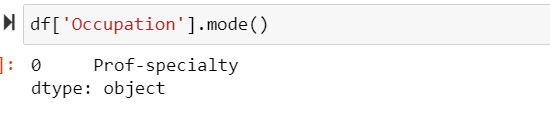 df['Occupation'].mode()
]: 0     Prof-specialty
dtype: object